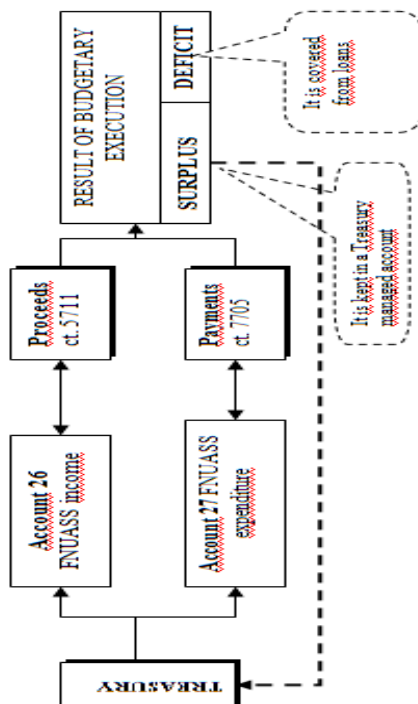 TREASURY
Account 26
FNUASS income
Account 27 FNUASS
expenditure
Proceeds
ct. 5711
Payments
ct. 7705
RESULT OF BUDGETARY
EXECUTION
SURPLUS
DEFICIT
It is kept in a Treasury
managed account
It is covered
from loans